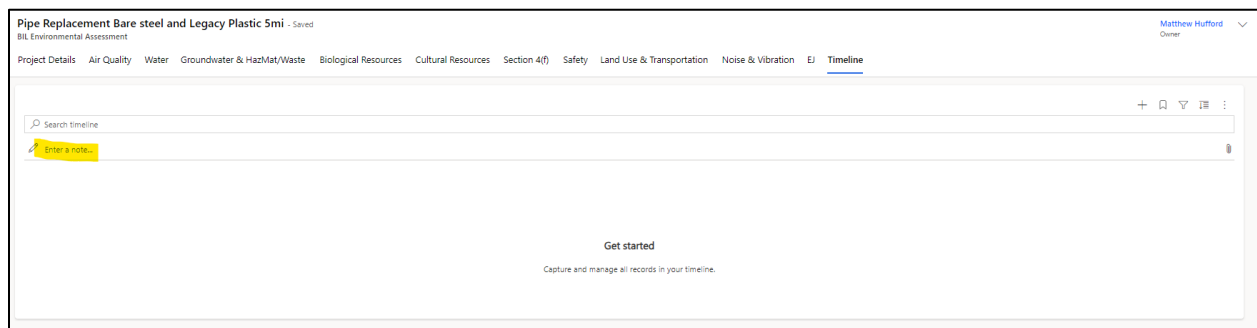 Pipe Replacement Bare steel and Legacy Plastic 5mi - Saved
BIL Environmental Assessment
Matthew Hufford
Owner
Project Details Air Quality Water Groundwater & HazMat/Waste Biological Resources Cultural Resources Section 4(f) Safety Land Use & Transportation Noise & Vibration EJ Timeline
Search timeline
Enter a note...
Get started
Capture and manage all records in your timeline.